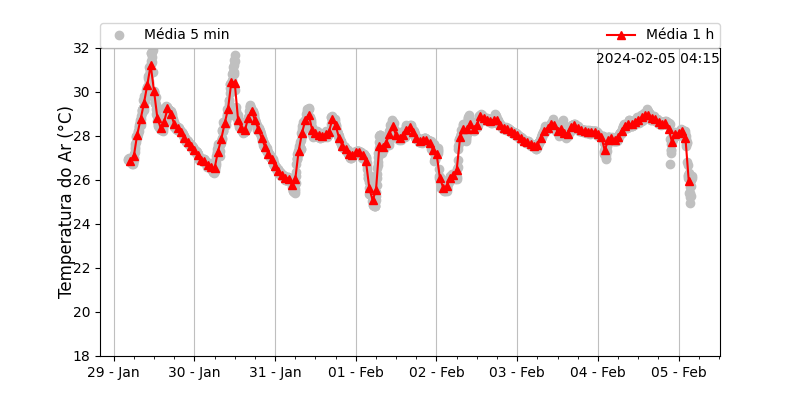 Média 5 min
Média 1 h
2024-02-05 04:15
Temperatura do Ar (°C)
32
30
28
26
24
22
20
18
29 - Jan
30 - Jan
31 - Jan
01 - Feb
02 - Feb
03 - Feb
04 - Feb
05 - Feb